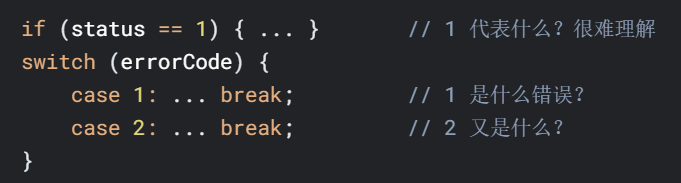 if (status == 1) { ... }       // 1 代表什么？很难理解
switch (errorCode) {
    case 1: ... break;         // 1 是什么错误？
    case 2: ... break;         // 2 又是什么？
}